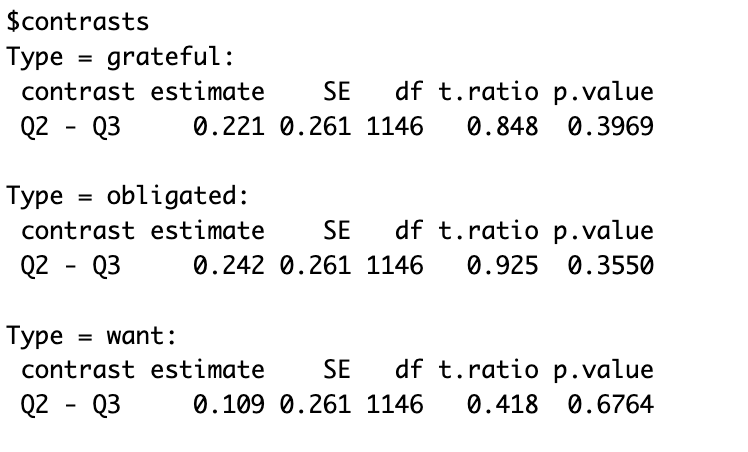 $contrasts
Type = grateful:
 contrast estimate    SE   df t.ratio p.value
 Q2 - Q3     0.221 0.261 1146   0.848  0.3969

Type = obligated:
 contrast estimate    SE   df t.ratio p.value
 Q2 - Q3     0.242 0.261 1146   0.925  0.3550

Type = want:
 contrast estimate    SE   df t.ratio p.value
 Q2 - Q3     0.109 0.261 1146   0.418  0.6764